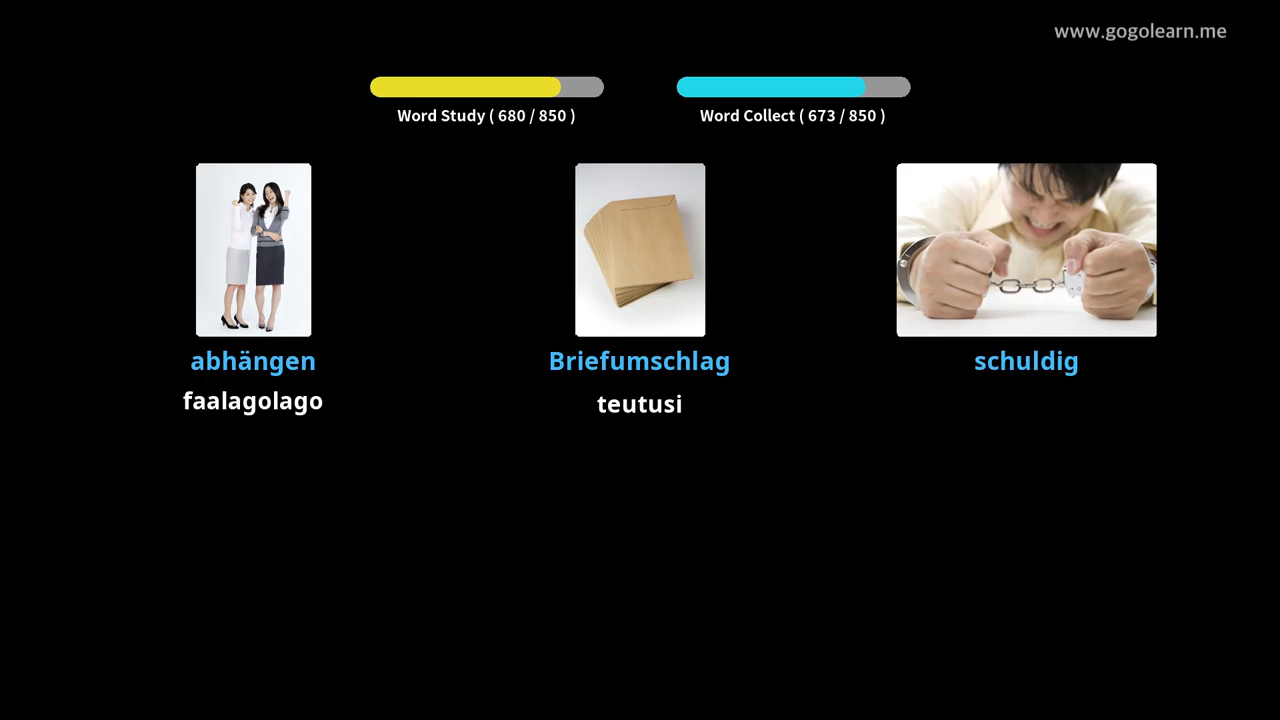 www.gogolearn.me
Word Study ( 680 / 850 )
Word Collect ( 673 / 850 )
abhängen
faalagolago
Briefumschlag
teutusi
schuldig